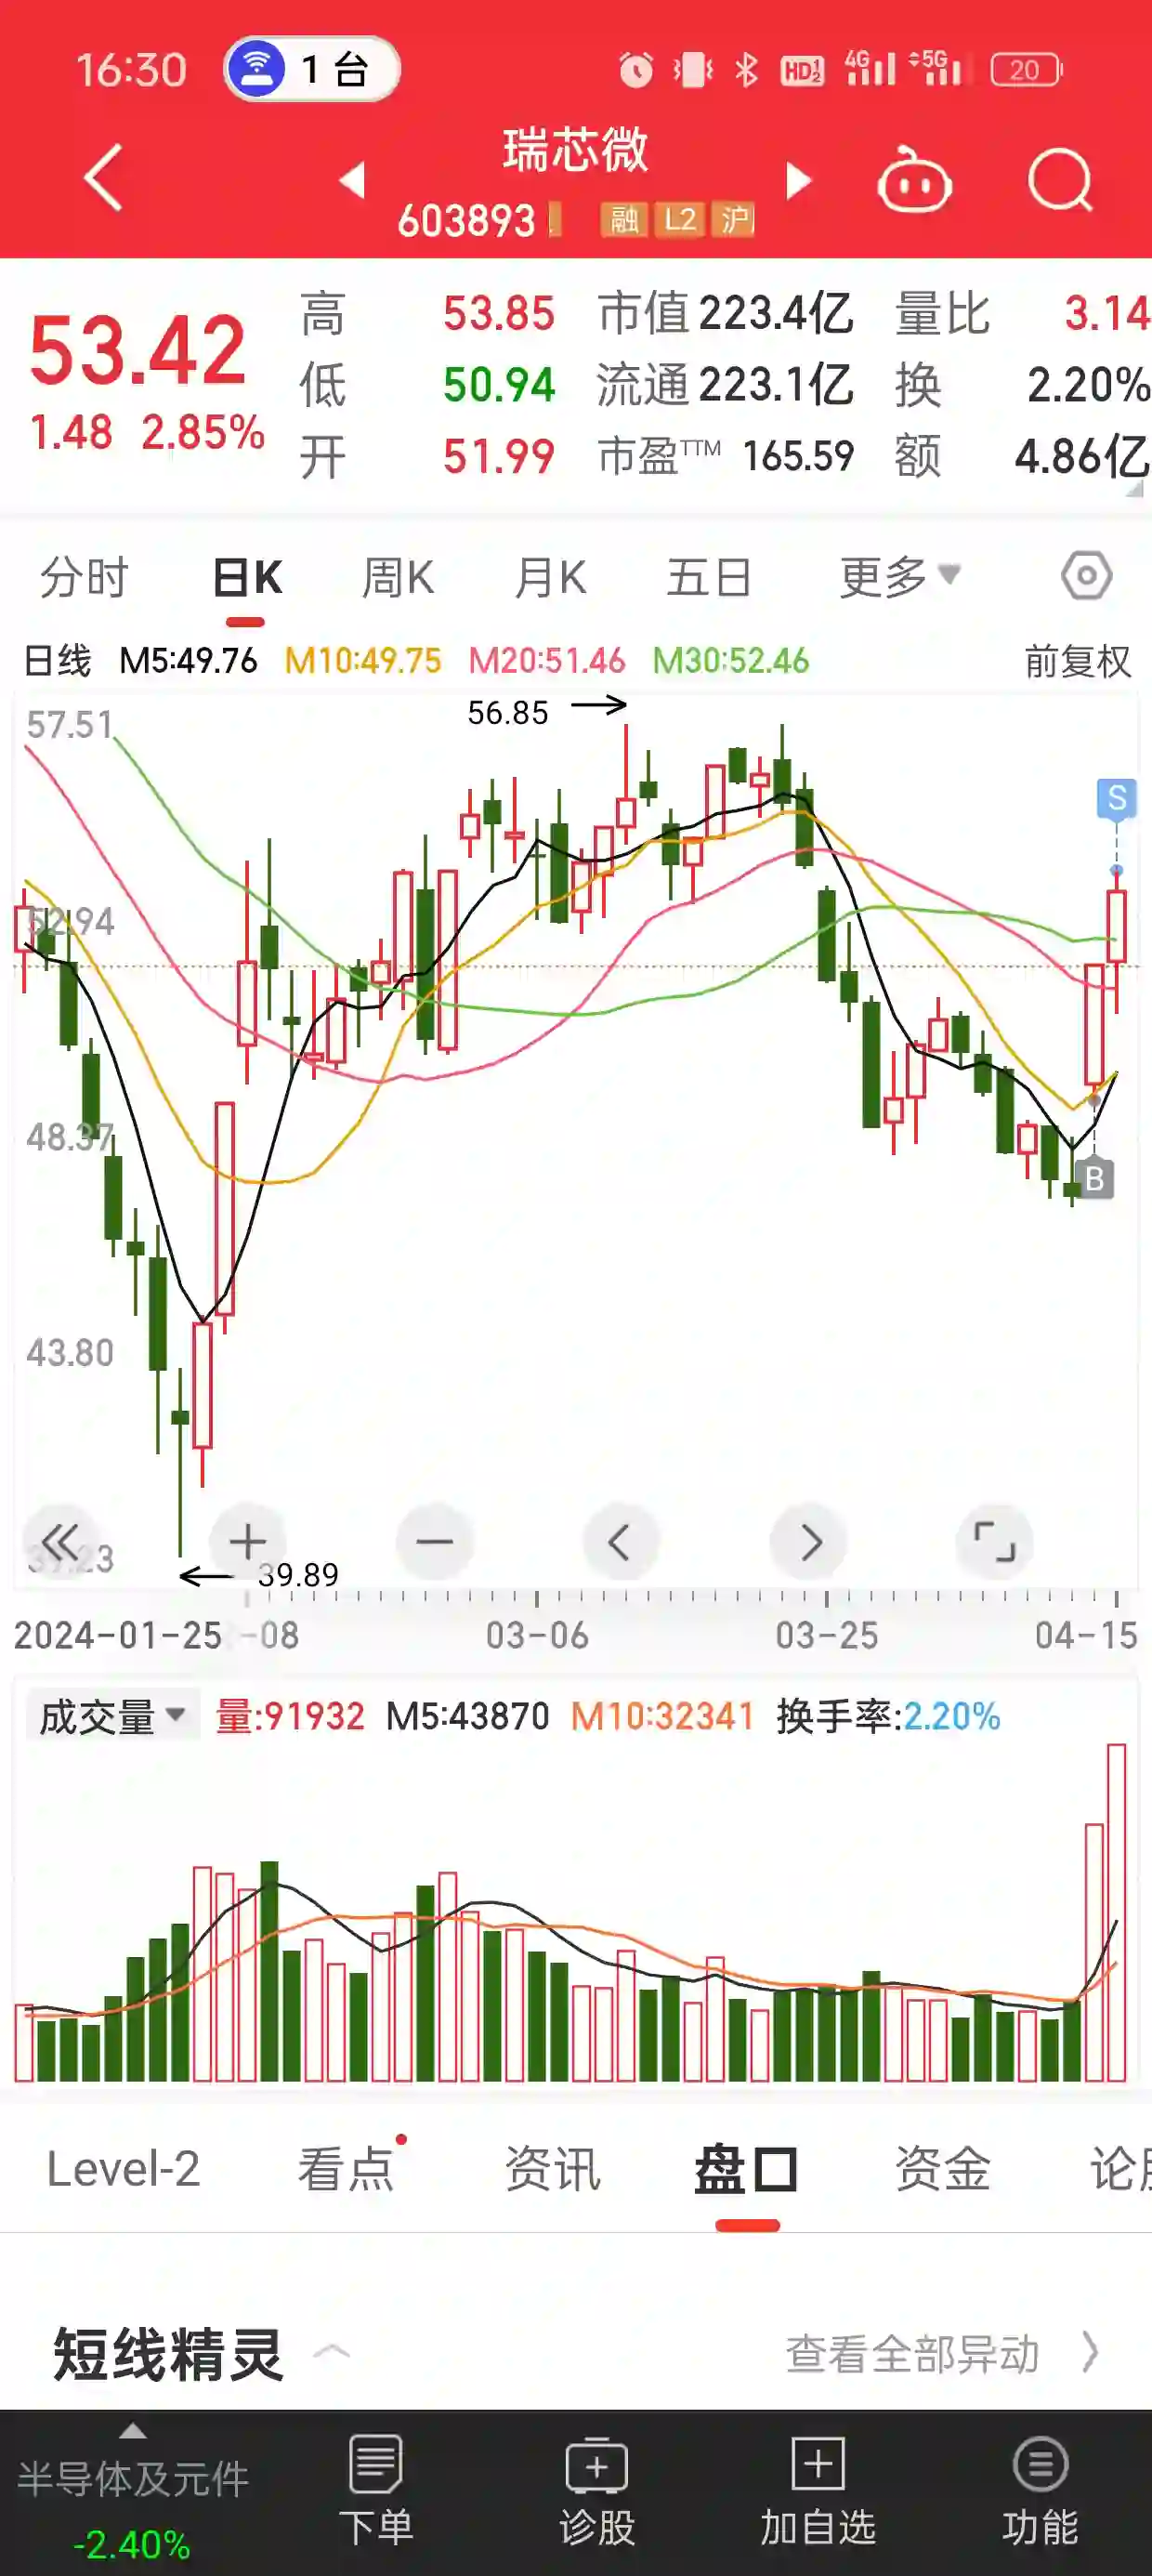 16:30 1 台 HD12 4G 5G 20
瑞芯微
603893 融 L2 沪
53.42 高 53.85 市值 223.4亿 量比 3.14
低 50.94 流通 223.1亿 换 2.20%
1.48 2.85% 开 51.99 市盈TTM 165.59 额 4.86亿
分时 日K 周K 月K 五日 更多
日线 M5:49.76 M10:49.75 M20:51.46 M30:52.46 前复权
57.51 56.85
S
52.94
48.37
B
43.80
39.89
2024-01-25 -08 03-06 03-25 04-15
成交量 量:91932 M5:43870 M10:32341 换手率:2.20%
Level-2 看点 资讯 盘口 资金 论
短线精灵 查看全部异动
半导体及元件 下单 诊股 加自选 功能
-2.40%